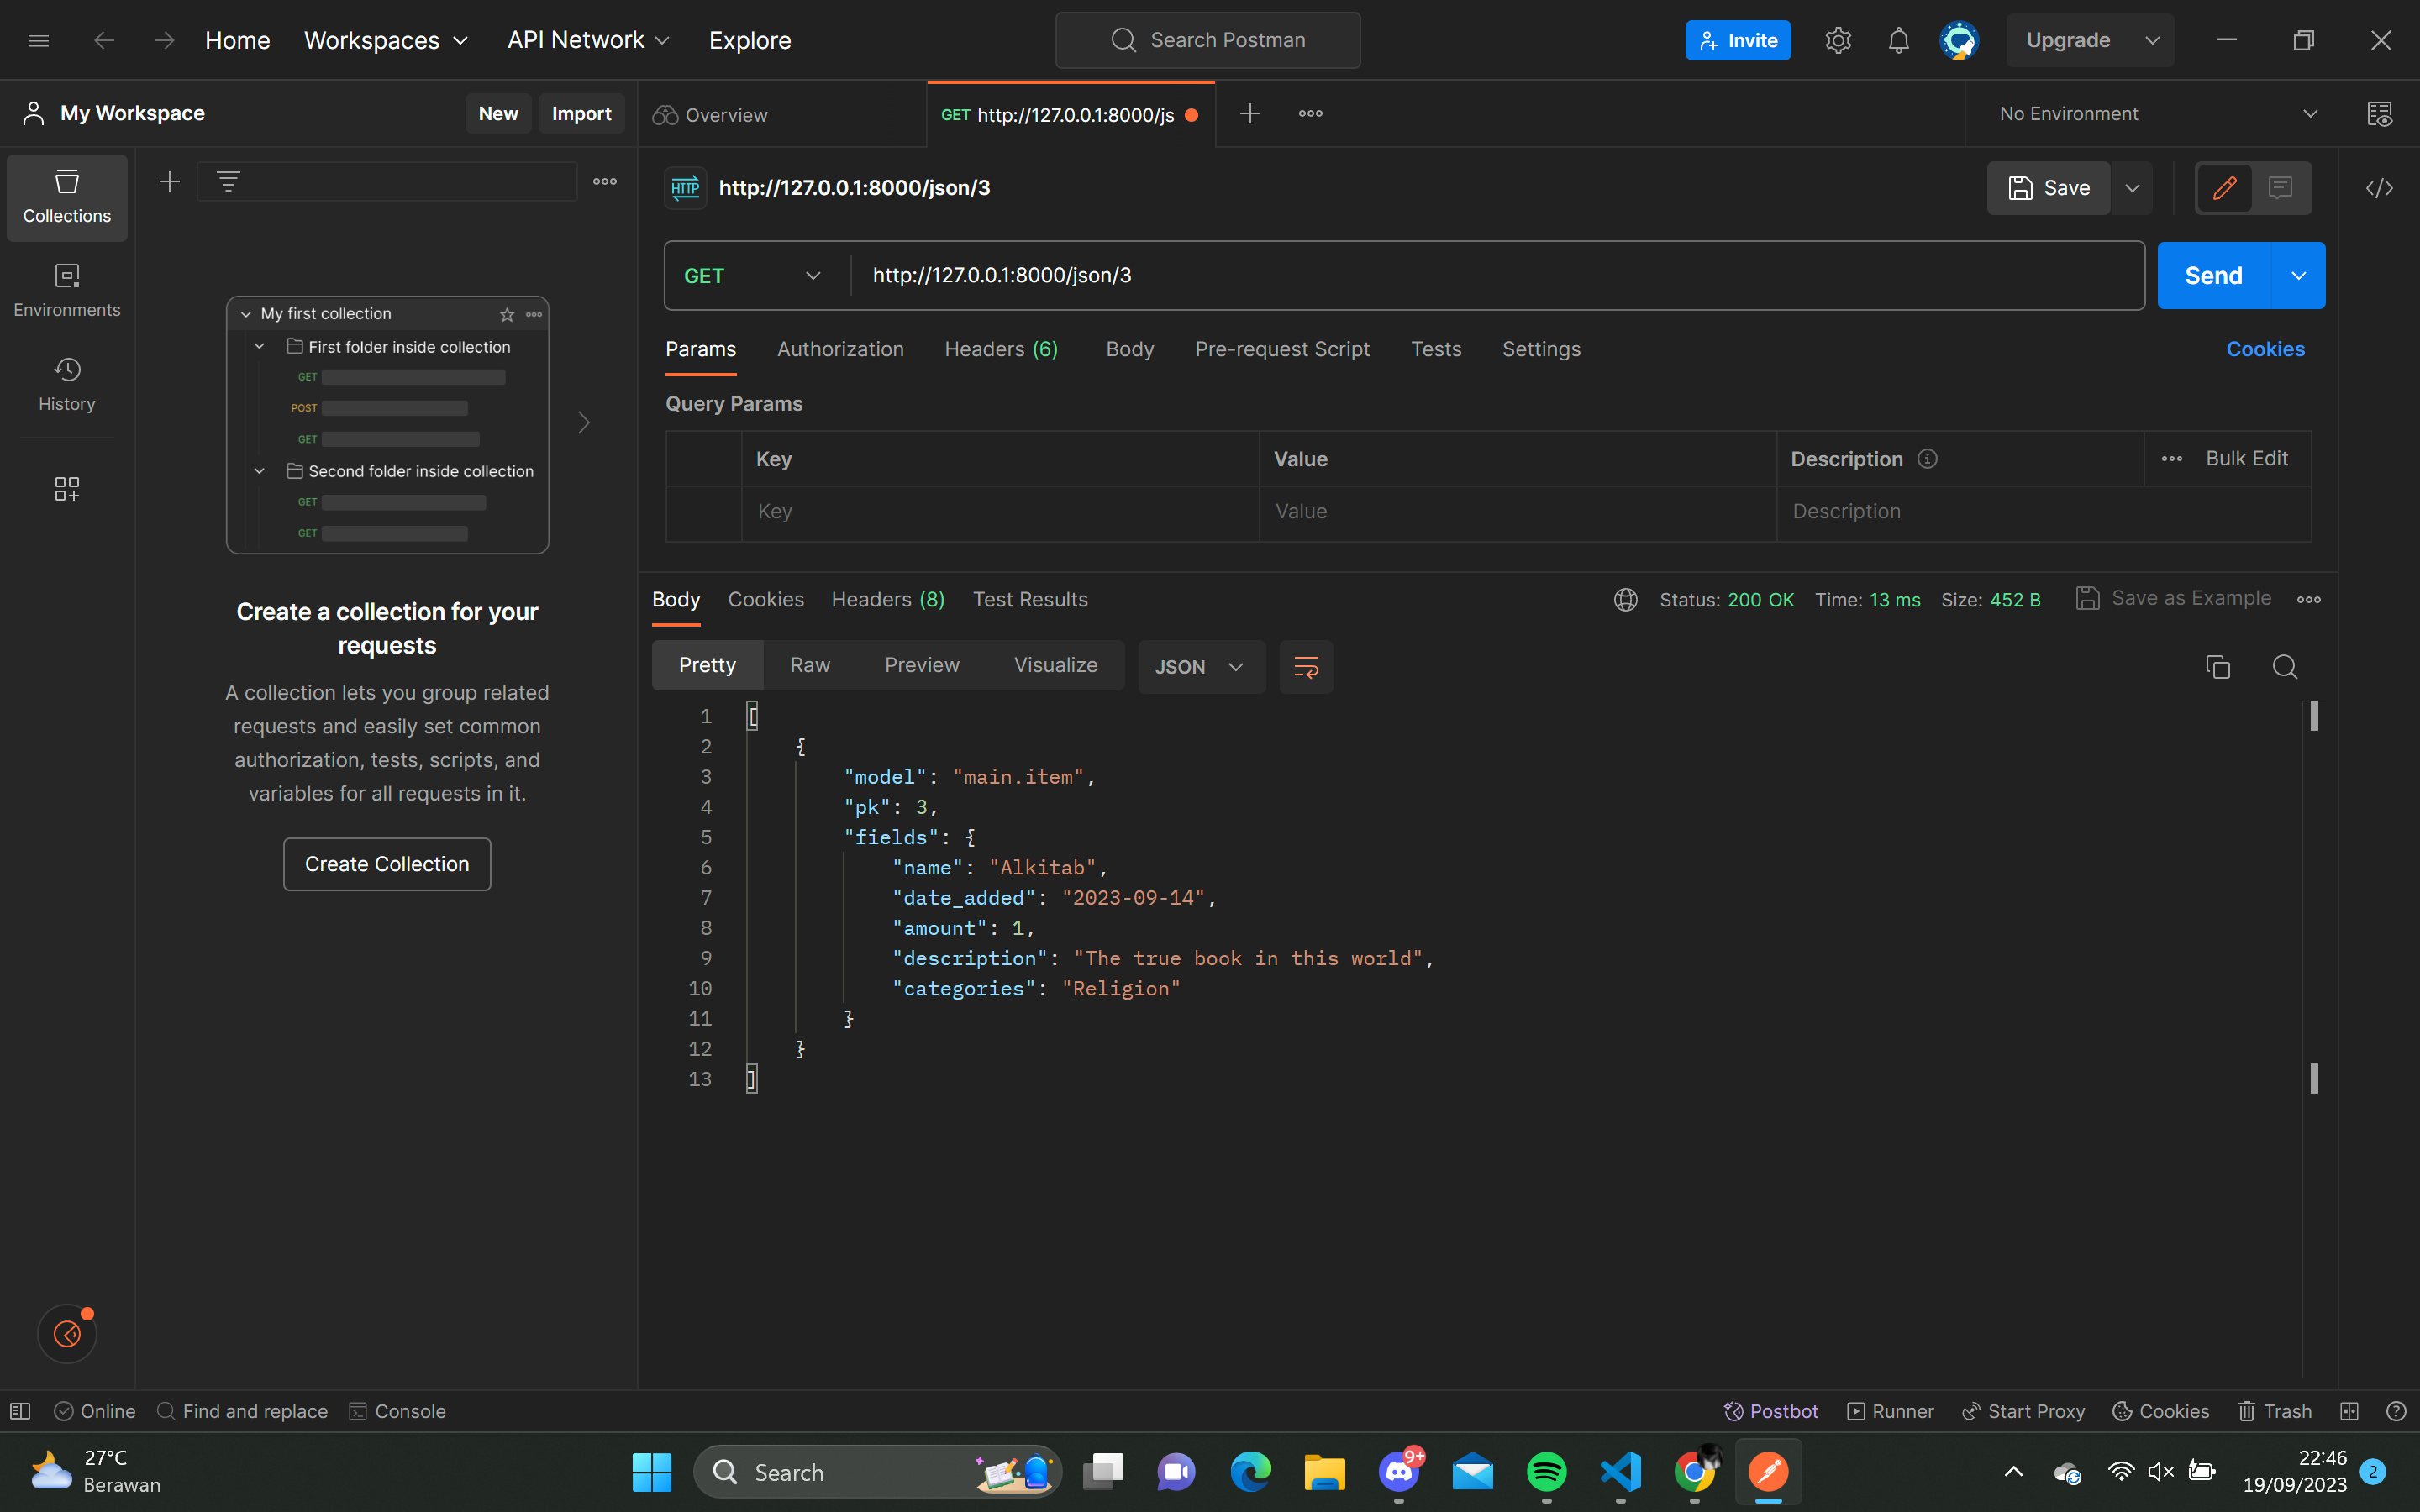 Home Workspaces API Network Explore Search Postman Invite Upgrade
My Workspace New Import Overview GET http://127.0.0.1:8000/js No Environment
Collections
Environments
History
My first collection
First folder inside collection
GET
POST
GET
Second folder inside collection
GET
GET
Create a collection for your
requests
A collection lets you group related
requests and easily set common
authorization, tests, scripts, and
variables for all requests in it.
Create Collection
HTTP http://127.0.0.1:8000/json/3 Save
GET http://127.0.0.1:8000/json/3 Send
Params Authorization Headers (6) Body Pre-request Script Tests Settings Cookies
Query Params
Key Value Description Bulk Edit
Key Value Description
Body Cookies Headers (8) Test Results Status: 200 OK Time: 13 ms Size: 452 B Save as Example
Pretty Raw Preview Visualize JSON
1 [
2 {
3 "model": "main.item",
4 "pk": 3,
5 "fields": {
6 "name": "Alkitab",
7 "date_added": "2023-09-14",
8 "amount": 1,
9 "description": "The true book in this world",
10 "categories": "Religion"
11 }
12 }
13 ]
Online Find and replace Console Postbot Runner Start Proxy Cookies Trash
27°C
Berawan
Search
9+
22:46
19/09/2023
2